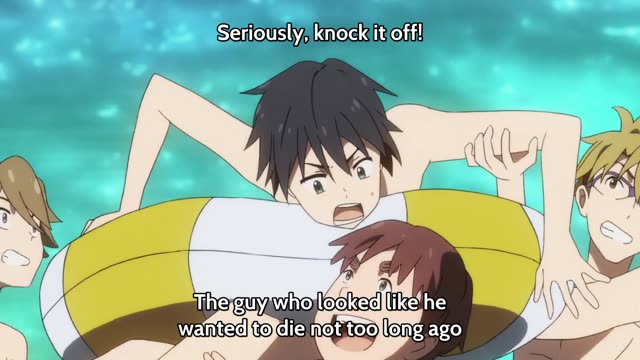 Seriously, knock it off!
The guy who looked like he
wanted to die not too long ago